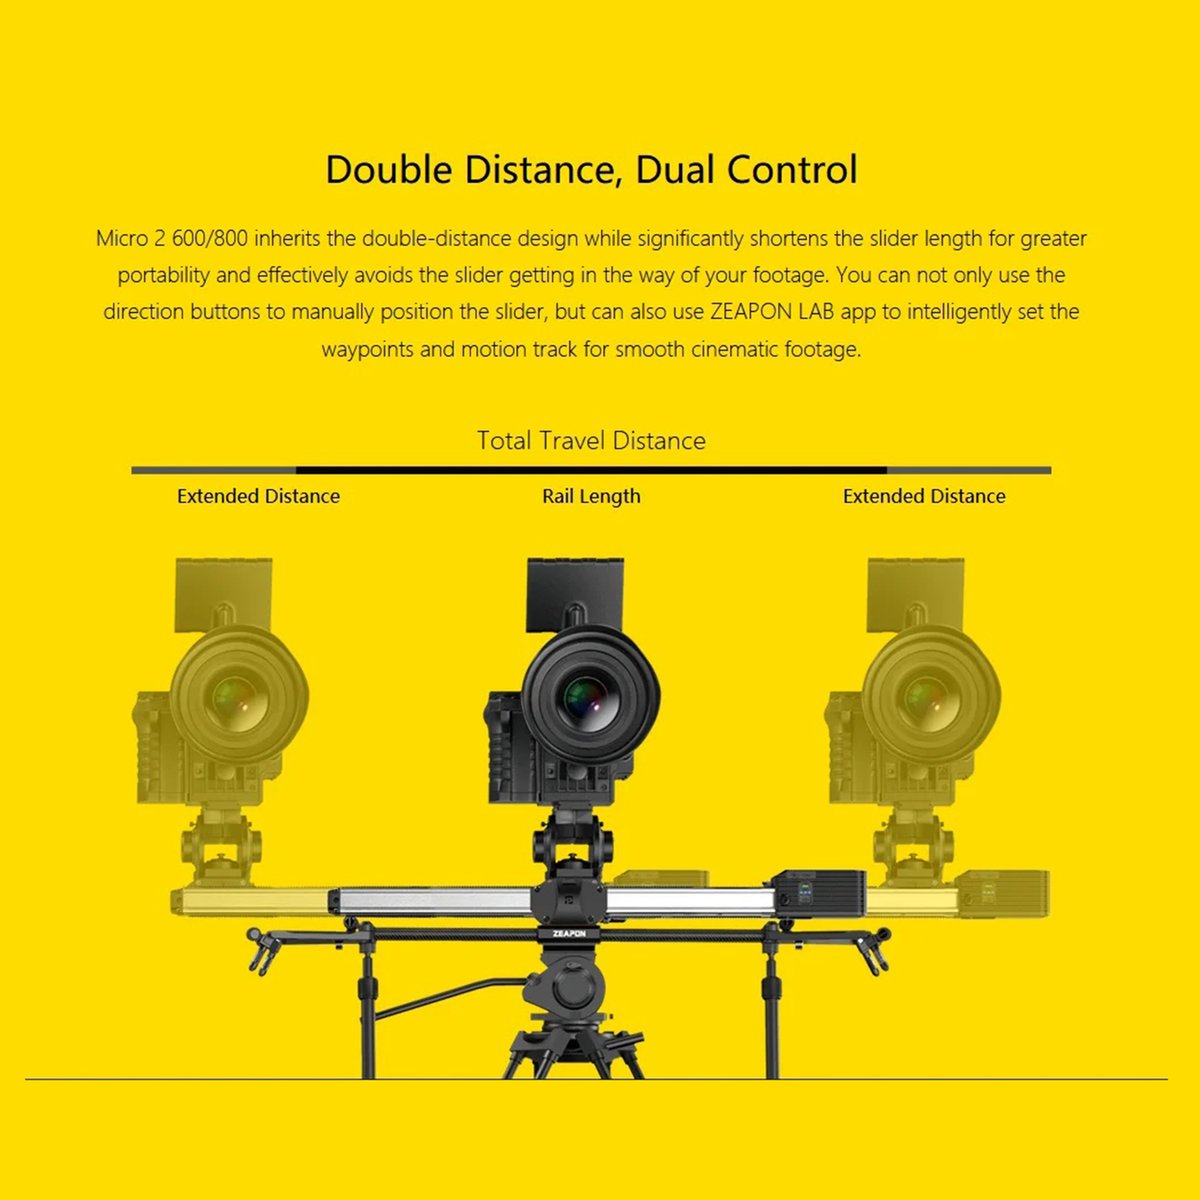 Double Distance, Dual Control
Micro 2 600/800 inherits the double-distance design while significantly shortens the slider length for greater
portability and effectively avoids the slider getting in the way of your footage. You can not only use the
direction buttons to manually position the slider, but can also use ZEAPON LAB app to intelligently set the
waypoints and motion track for smooth cinematic footage.
Total Travel Distance
Extended Distance
Rail Length
Extended Distance
ZEAPON